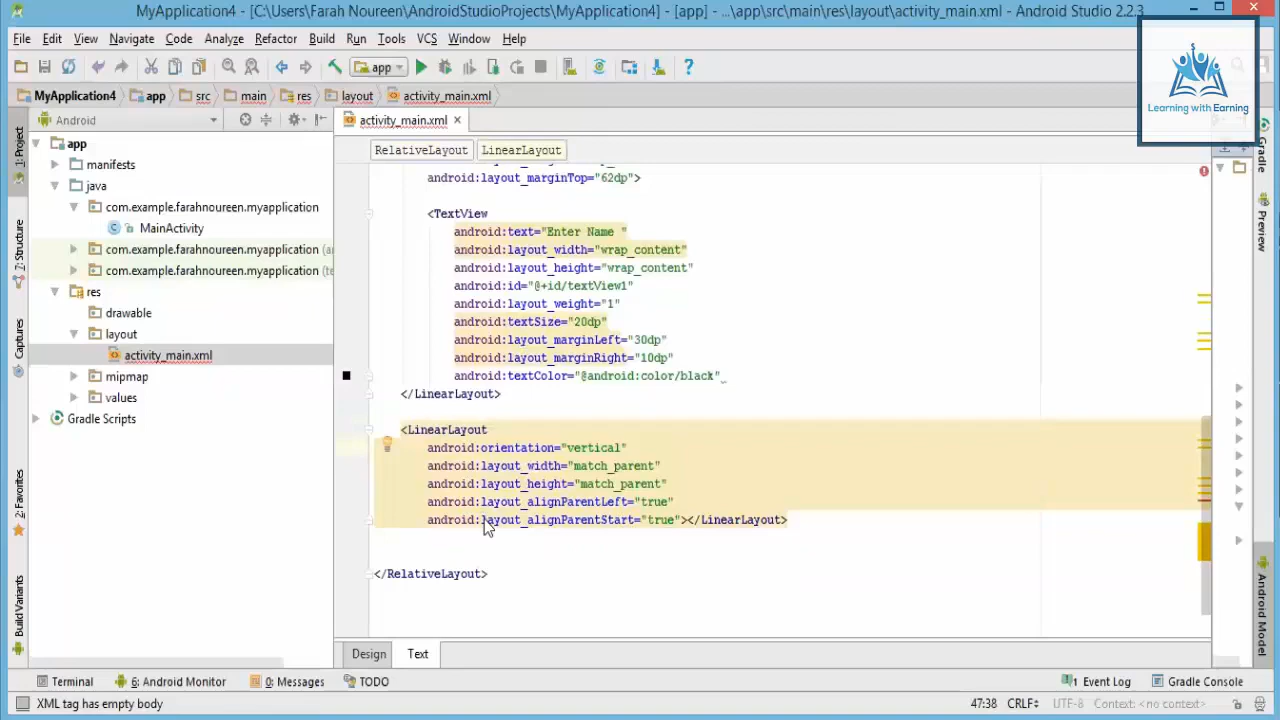 MyApplication4 - [C:\Users\Farah Noureen\AndroidStudioProjects\MyApplication4] - [app] - ...\app\src\main\res\layout\activity_main.xml - Android Studio 2.2.3
File Edit View Navigate Code Analyze Refactor Build Run Tools VCS Window Help
app
Learning with Earning
MyApplication4 app src main res layout activity_main.xml
Android
activity_main.xml
RelativeLayout LinearLayout
1: Project
7: Structure
Captures
2: Favorites
Build Variants
app
manifests
java
com.example.farahnoureen.myapplication
MainActivity
com.example.farahnoureen.myapplication
com.example.farahnoureen.myapplication
res
drawable
layout
activity_main.xml
mipmap
values
Gradle Scripts
android:layout_marginTop="62dp">
<TextView
android:text="Enter Name "
android:layout_width="wrap_content"
android:layout_height="wrap_content"
android:id="@+id/textView1"
android:layout_weight="1"
android:textSize="20dp"
android:layout_marginLeft="30dp"
android:layout_marginRight="10dp"
android:textColor="@android:color/black"
</LinearLayout>
<LinearLayout
android:orientation="vertical"
android:layout_width="match_parent"
android:layout_height="match_parent"
android:layout_alignParentLeft="true"
android:layout_alignParentStart="true"></LinearLayout>
</RelativeLayout>
Gradle
Preview
Android Model
Design Text
Terminal 6: Android Monitor 0: Messages TODO 1 Event Log Gradle Console
XML tag has empty body 47:38 CRLF UTF-8 Context: <no context>